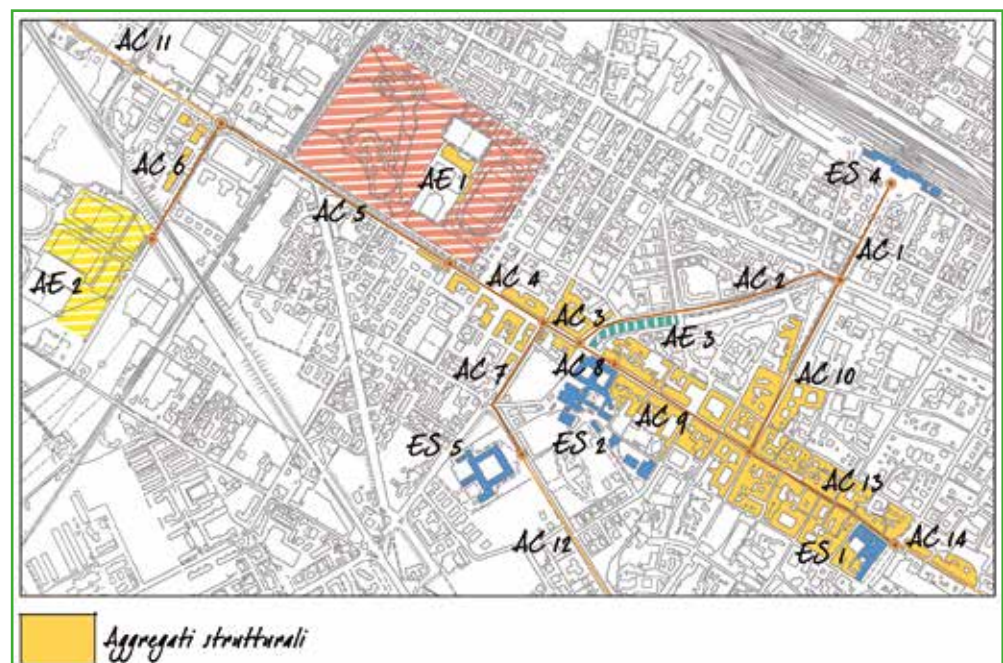 AC 11
AC 6
AE 1
ES 4
AC 5
AE 2
AC 4
AC 1
AC 2
AC 3
AE 3
AC 7
AC 8
AC 10
AC 9
ES 5
ES 2
AC 13
AC 12
ES 1
AC 14
Aggregati strutturali